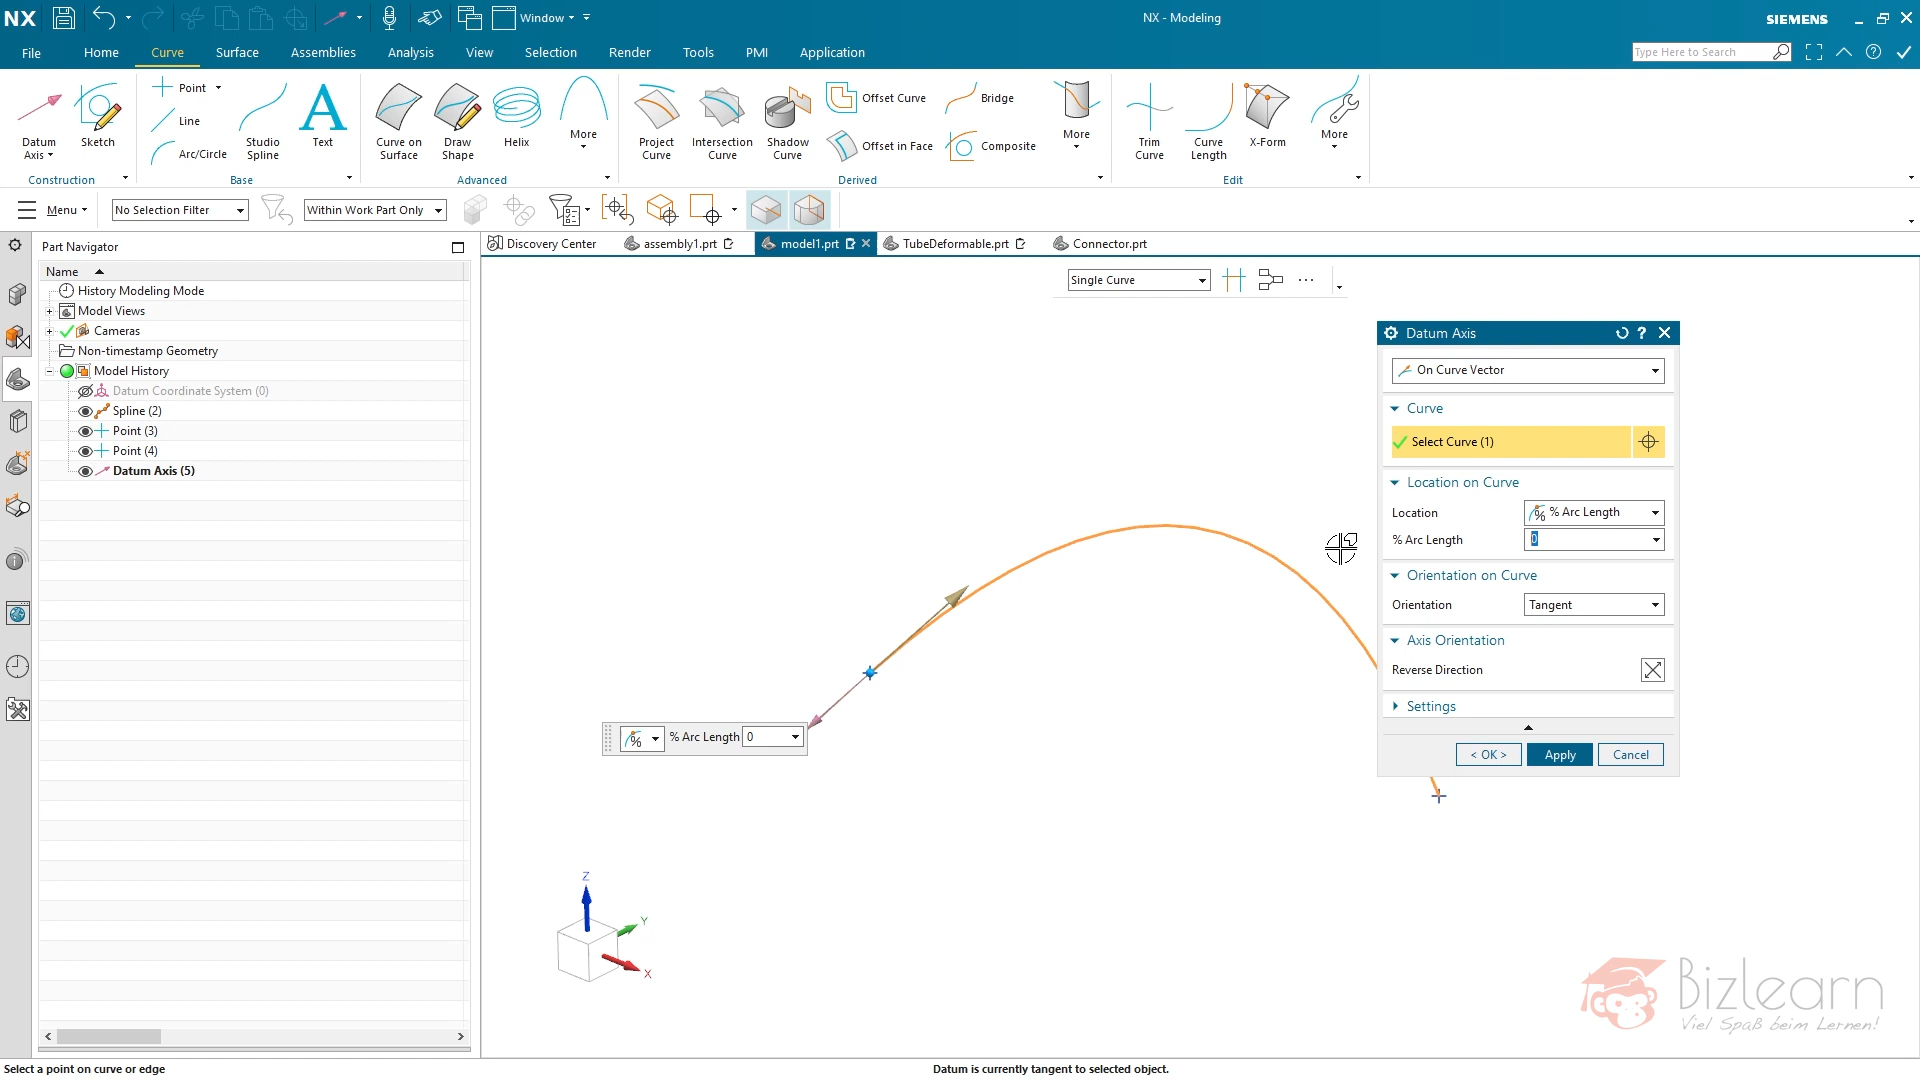 NX
Window
NX - Modeling
SIEMENS
File
Home
Curve
Surface
Assemblies
Analysis
View
Selection
Render
Tools
PMI
Application
Type Here to Search
Datum Axis
Sketch
Point
Line
Arc/Circle
Studio Spline
Text
Curve on Surface
Draw Shape
Helix
More
Project Curve
Intersection Curve
Shadow Curve
Offset Curve
Offset in Face
Bridge
Composite
More
Trim Curve
Curve Length
X-Form
More
Construction
Base
Advanced
Derived
Edit
Menu
No Selection Filter
Within Work Part Only
Part Navigator
Discovery Center
assembly1.prt
model1.prt
TubeDeformable.prt
Connector.prt
Name
History Modeling Mode
Model Views
Cameras
Non-timestamp Geometry
Model History
Datum Coordinate System (0)
Spline (2)
Point (3)
Point (4)
Datum Axis (5)
Single Curve
Datum Axis
On Curve Vector
Curve
Select Curve (1)
Location on Curve
Location
% Arc Length
% Arc Length
0
Orientation on Curve
Orientation
Tangent
Axis Orientation
Reverse Direction
Settings
< OK >
Apply
Cancel
% Arc Length
0
Z
Y
X
Bizlearn
Viel Spaß beim Lernen!
Select a point on curve or edge
Datum is currently tangent to selected object.